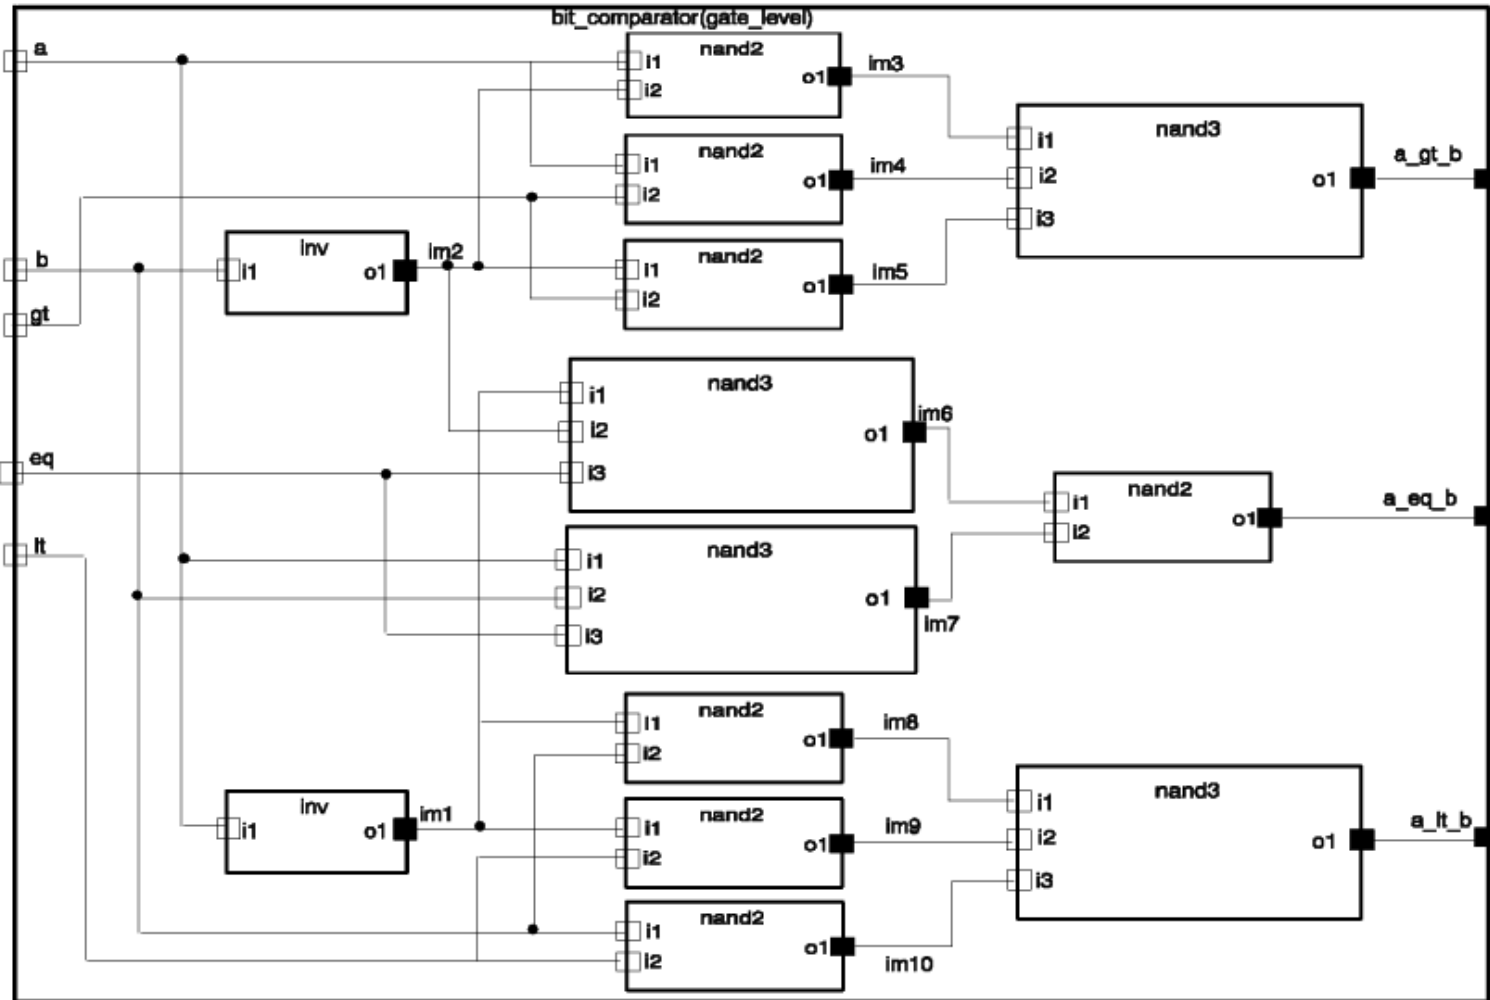 bit_comparator(gate_level)
a
nand2
i1
i2
o1
im3
nand2
i1
i2
o1
im4
nand3
i1
i2
i3
o1
a_gt_b
b
inv
i1
o1
im2
nand2
i1
i2
o1
im5
gt
nand3
i1
i2
i3
o1
im6
eq
nand2
i1
i2
o1
a_eq_b
lt
nand3
i1
i2
i3
o1
im7
nand2
i1
i2
o1
im8
inv
i1
o1
im1
nand2
i1
i2
o1
im9
nand3
i1
i2
i3
o1
a_lt_b
nand2
i1
i2
o1
im10